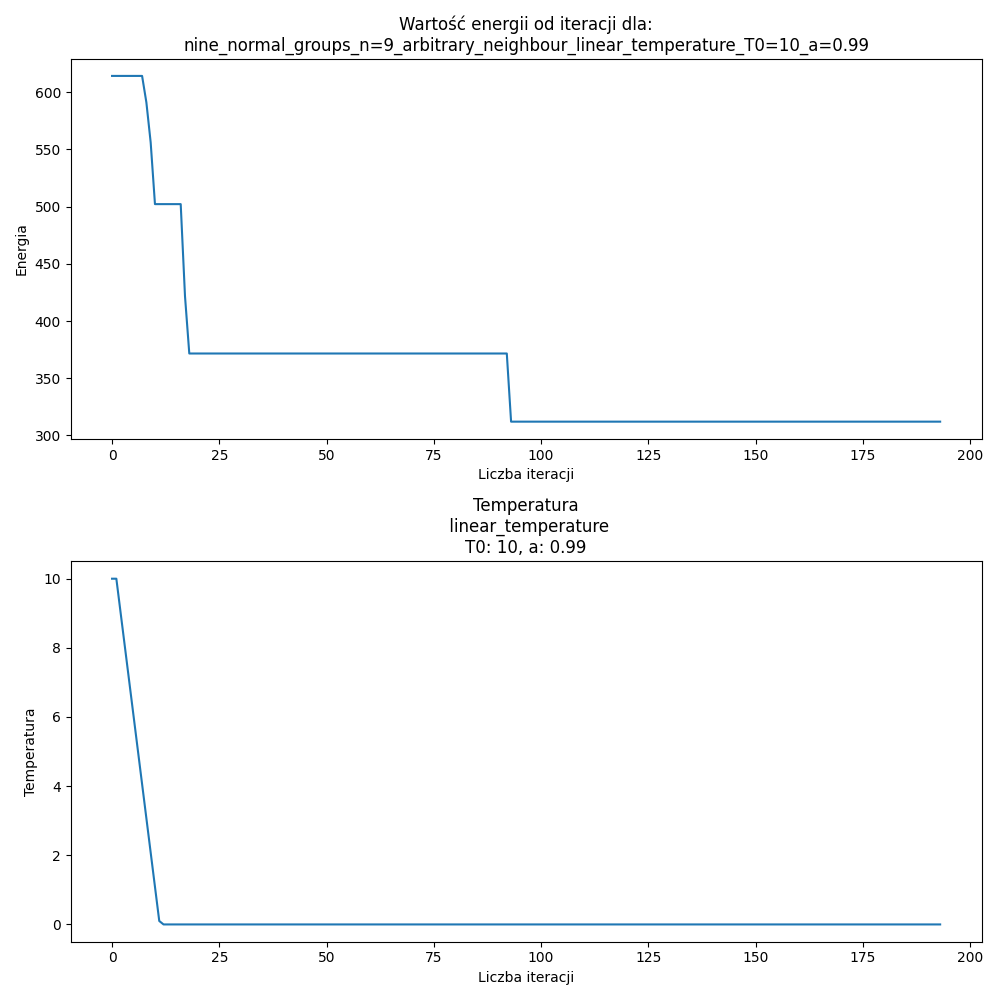 Wartość energii od iteracji dla:
nine_normal_groups_n=9_arbitrary_neighbour_linear_temperature_T0=10_a=0.99
600
550
500
450
400
350
300
Energia
0 25 50 75 100 125 150 175 200
Liczba iteracji
Temperatura
linear_temperature
T0: 10, a: 0.99
10
8
6
4
2
0
Temperatura
0 25 50 75 100 125 150 175 200
Liczba iteracji